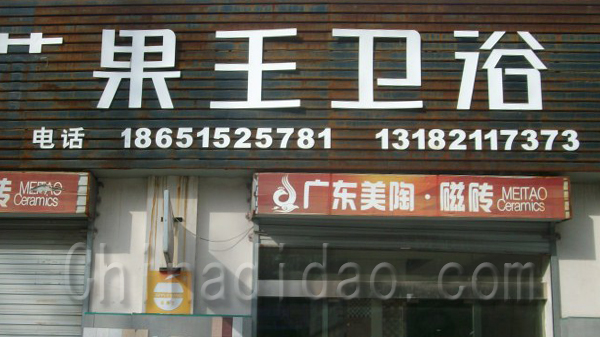 果王卫浴
电话 18651525781 13182117373
砖 MEITAO Ceramics
广东美陶·磁砖 MEITAO Ceramics
Chinadidao.com